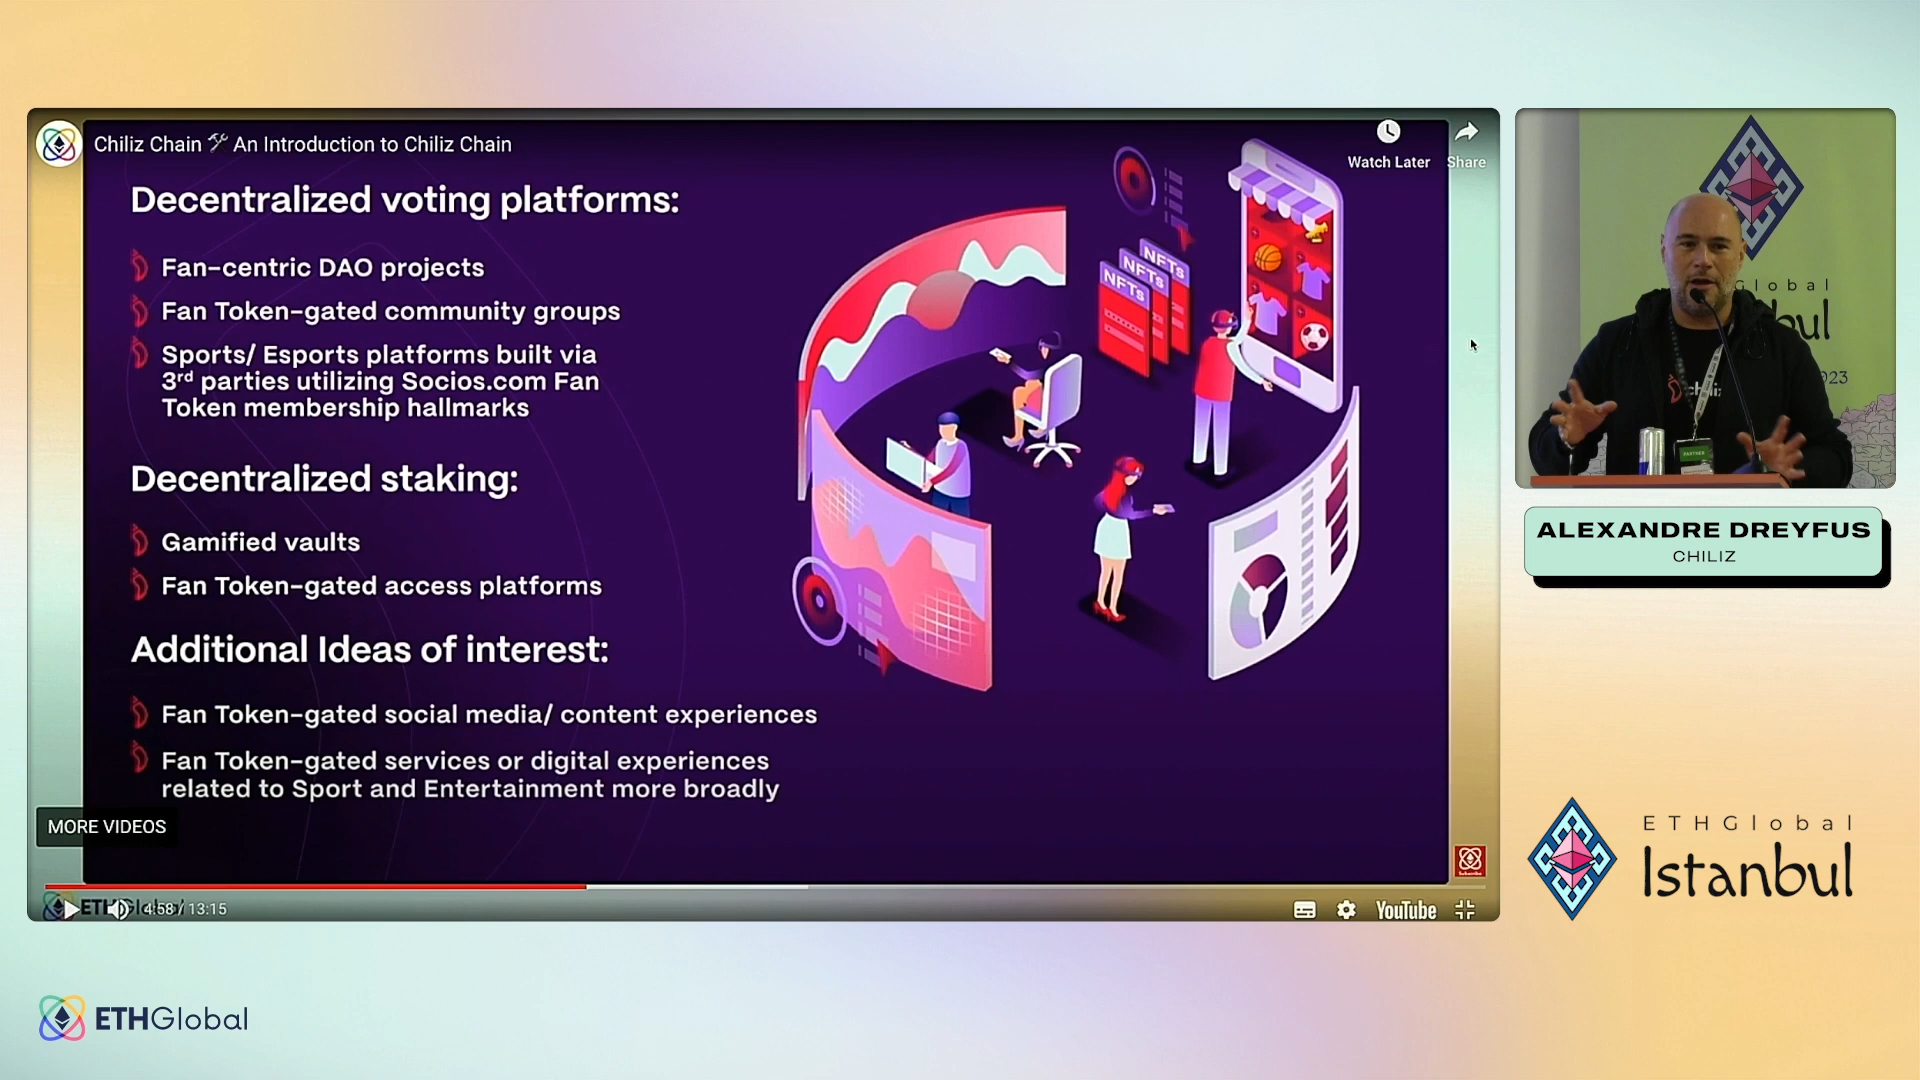 Chiliz Chain 🛠 An Introduction to Chiliz Chain
Watch Later
Share
Decentralized voting platforms:
Fan-centric DAO projects
Fan Token-gated community groups
Sports/ Esports platforms built via
3rd parties utilizing Socios.com Fan
Token membership hallmarks
Decentralized staking:
Gamified vaults
Fan Token-gated access platforms
Additional Ideas of interest:
Fan Token-gated social media/ content experiences
Fan Token-gated services or digital experiences
related to Sport and Entertainment more broadly
NFTs
NFTs
NFTs
MORE VIDEOS
4:58 / 13:15
Subscribe
YouTube
Global
PARTNER
ALEXANDRE DREYFUS
CHILIZ
ETHGlobal
Istanbul
ETHGlobal